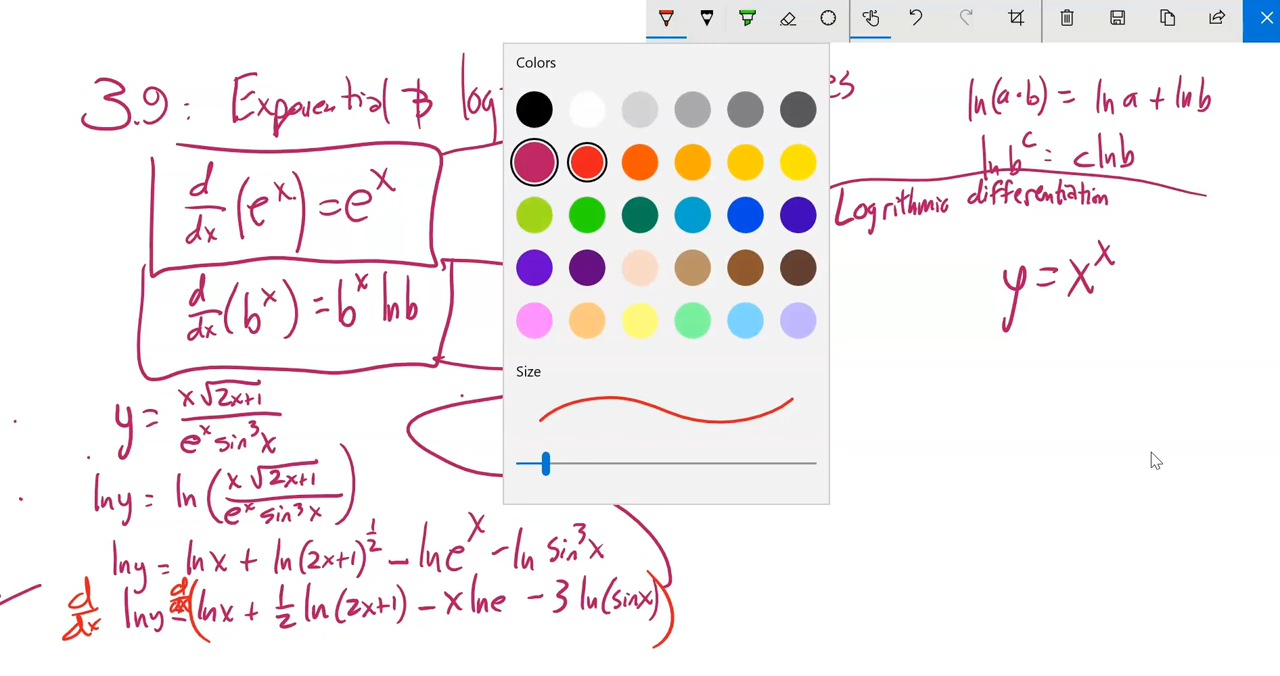 Colors
Size
3.9: Exponential & log
ln(a·b) = ln a + ln b
ln b^c = c ln b
d/dx (e^x) = e^x
d/dx (b^x) = b^x ln b
Logrithmic differentiation
y = x^x
y = x√(2x+1) / e^x sin^3 x
ln y = ln (x√(2x+1) / e^x sin^3 x)
ln y = ln x + ln(2x+1)^1/2 - ln e^x - ln sin^3 x
d/dx ln y = d/dx (ln x + 1/2 ln(2x+1) - x ln e - 3 ln(sin x))